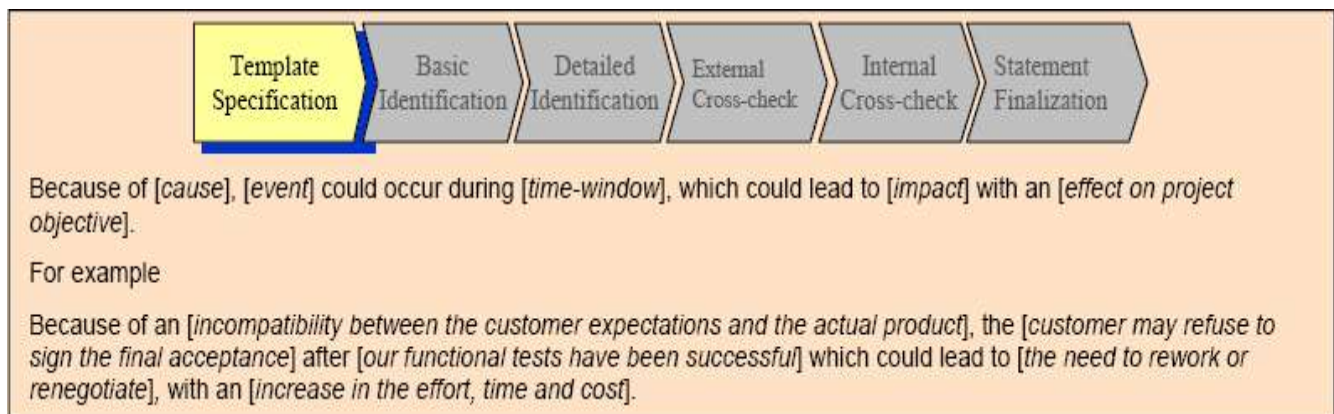 Template Specification
Basic Identification
Detailed Identification
External Cross-check
Internal Cross-check
Statement Finalization
Because of [cause], [event] could occur during [time-window], which could lead to [impact] with an [effect on project
objective].
For example
Because of an [incompatibility between the customer expectations and the actual product], the [customer may refuse to
sign the final acceptance] after [our functional tests have been successful] which could lead to [the need to rework or
renegotiate], with an [increase in the effort, time and cost].